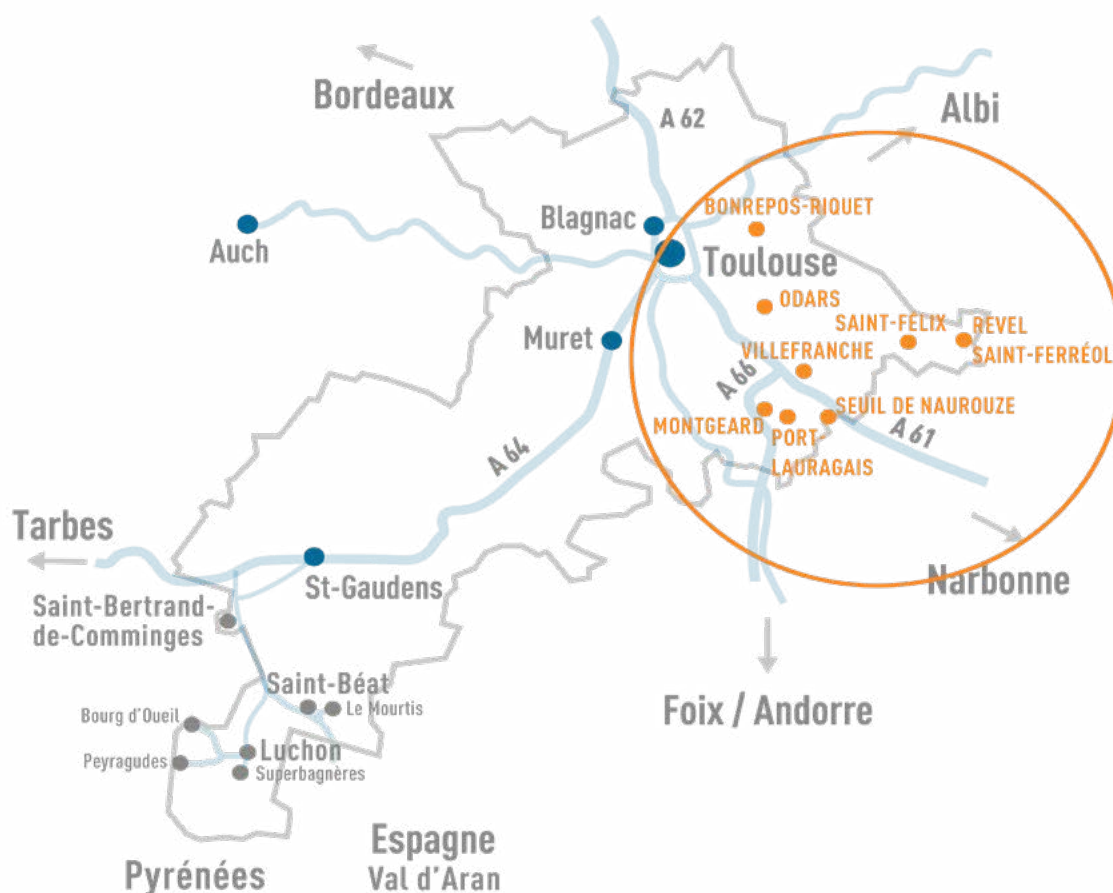 Bordeaux
A 62
Albi
BONREPOS-RIQUET
Blagnac
Auch
Toulouse
ODARS
Muret
SAINT-FÉLIX
REVEL
SAINT-FERRÉOL
VILLEFRANCHE
A 66
MONTGEARD
PORT-
LAURAGAIS
SEUIL DE NAUROUZE
A 61
A 64
Tarbes
St-Gaudens
Narbonne
Saint-Bertrand-
de-Comminges
Saint-Béat
Le Mourtis
Foix / Andorre
Bourg d'Oueil
Luchon
Peyragudes
Superbagnères
Espagne
Val d'Aran
Pyrénées